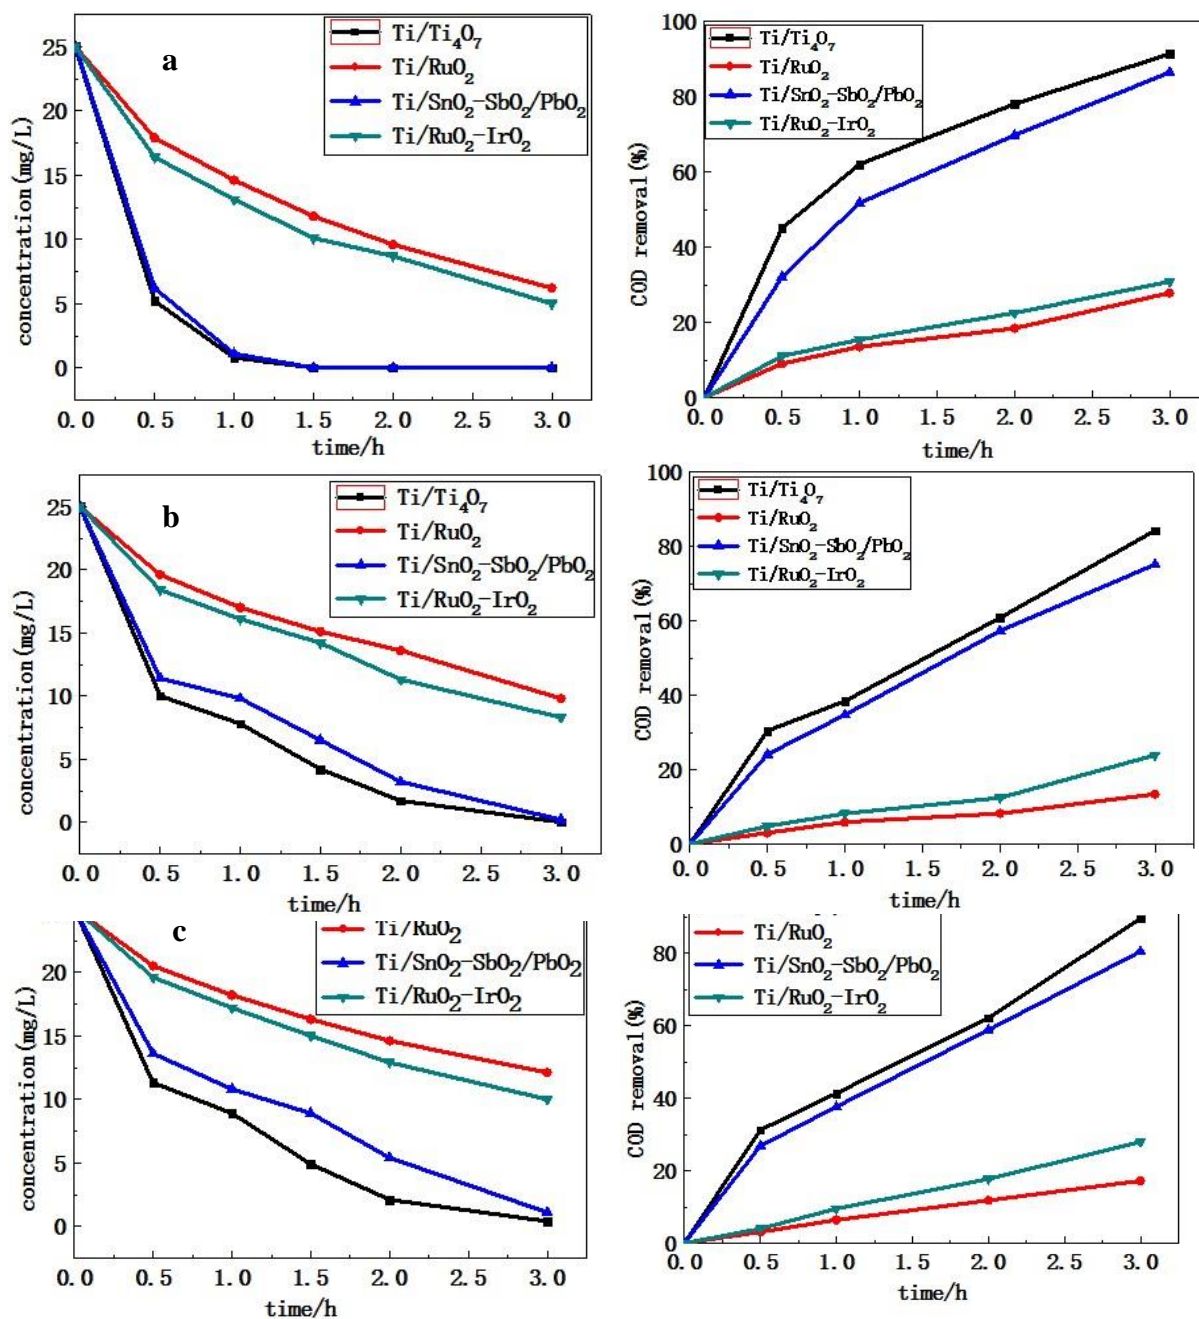 a
Ti/Ti₄O₇
Ti/RuO₂
Ti/SnO₂-SbO₂/PbO₂
Ti/RuO₂-IrO₂
concentration(mg/L)
25
20
15
10
5
0
0.0 0.5 1.0 1.5 2.0 2.5 3.0
time/h
Ti/Ti₄O₇
Ti/RuO₂
Ti/SnO₂-SbO₂/PbO₂
Ti/RuO₂-IrO₂
COD removal(%)
100
80
60
40
20
0
0.0 0.5 1.0 1.5 2.0 2.5 3.0
time/h
b
Ti/Ti₄O₇
Ti/RuO₂
Ti/SnO₂-SbO₂/PbO₂
Ti/RuO₂-IrO₂
concentration(mg/L)
25
20
15
10
5
0
0.0 0.5 1.0 1.5 2.0 2.5 3.0
time/h
Ti/Ti₄O₇
Ti/RuO₂
Ti/SnO₂-SbO₂/PbO₂
Ti/RuO₂-IrO₂
COD removal(%)
100
80
60
40
20
0
0.0 0.5 1.0 1.5 2.0 2.5 3.0
time/h
c
Ti/RuO₂
Ti/SnO₂-SbO₂/PbO₂
Ti/RuO₂-IrO₂
concentration(mg/L)
20
15
10
5
0
0.0 0.5 1.0 1.5 2.0 2.5 3.0
time/h
Ti/RuO₂
Ti/SnO₂-SbO₂/PbO₂
Ti/RuO₂-IrO₂
COD removal(%)
80
60
40
20
0
0.0 0.5 1.0 1.5 2.0 2.5 3.0
time/h